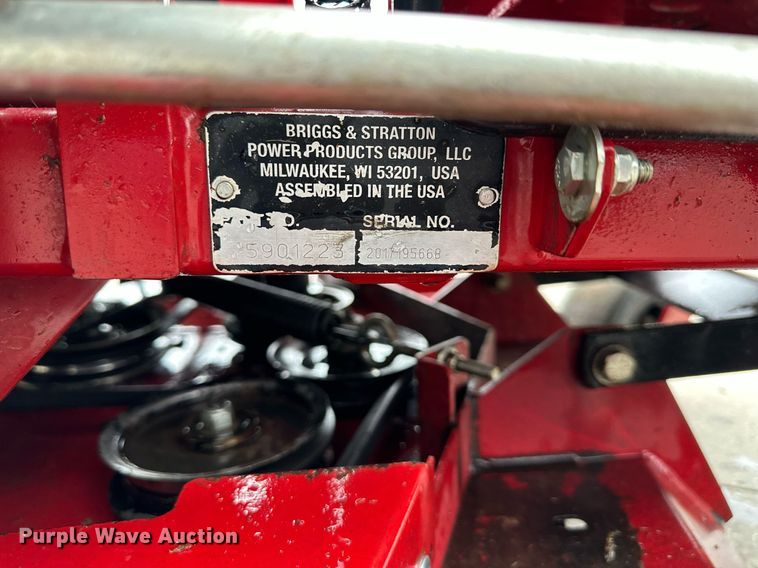 BRIGGS & STRATTON
POWER PRODUCTS GROUP, LLC
MILWAUKEE, WI 53201, USA
ASSEMBLED IN THE USA
NO. SERIAL NO.
5901223 2017195668
Purple Wave Auction®